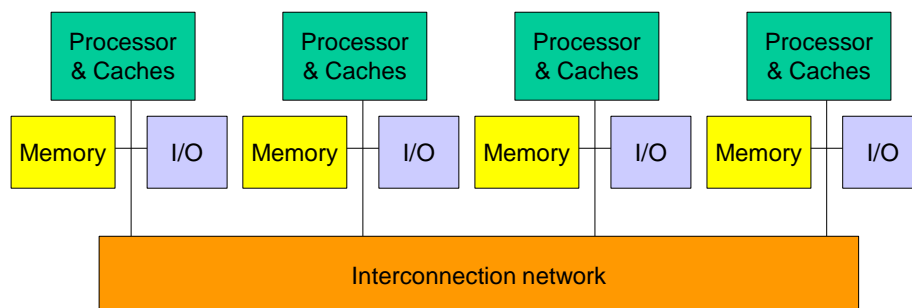 Processor
& Caches
Processor
& Caches
Processor
& Caches
Processor
& Caches
Memory
I/O
Memory
I/O
Memory
I/O
Memory
I/O
Interconnection network